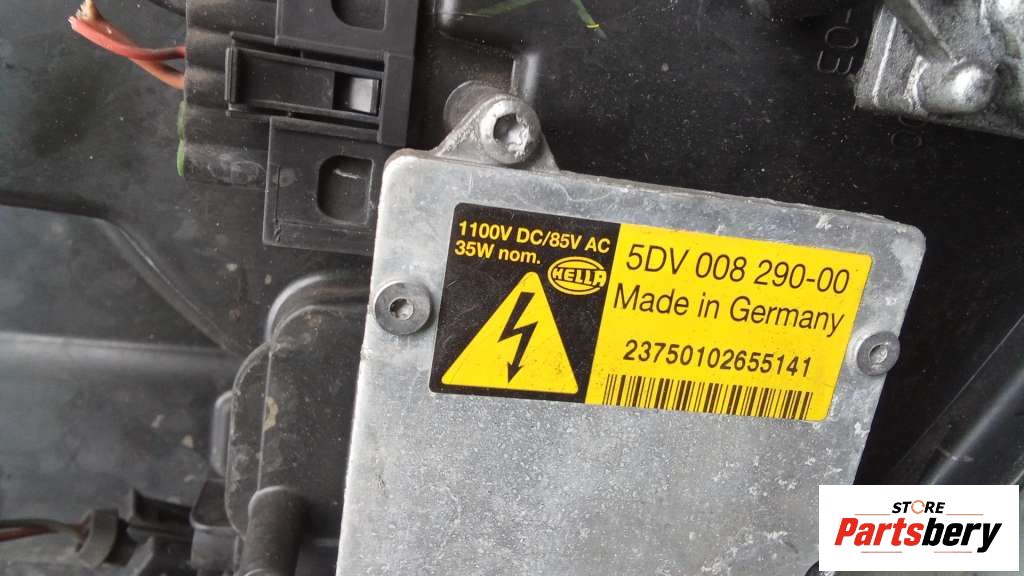 1100V DC/85V AC
35W nom.
HELLA
5DV 008 290-00
Made in Germany
23750102655141
STORE
Partsbery